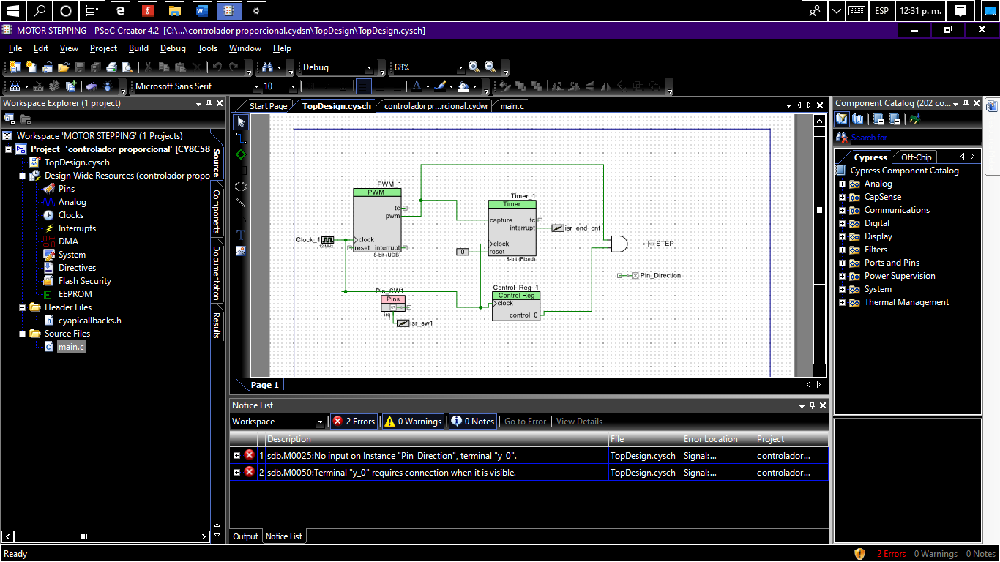 ESP
12:31 p. m.
MOTOR STEPPING - PSoC Creator 4.2 [C:\...\controlador proporcional.cydsn\TopDesign\TopDesign.cysch]
File Edit View Project Build Debug Tools Window Help
Debug
68%
Microsoft Sans Serif
10
Workspace Explorer (1 project)
Workspace 'MOTOR STEPPING' (1 Projects)
Project 'controlador proporcional' [CY8C58
TopDesign.cysch
Design Wide Resources (controlador propo
Pins
Analog
Clocks
Interrupts
DMA
System
Directives
Flash Security
EEPROM
Header Files
cyapicallbacks.h
Source Files
main.c
Source
Components
Documentation
Results
Start Page
TopDesign.cysch
controlador pr...rcional.cydwr
main.c
PWM_1
PWM
tc
pwm
clock
reset
interrupt
8-bit (UDB)
Clock_1
12 MHz
Timer_1
Timer
capture
tc
interrupt
isr_end_cnt
clock
reset
8-bit (Fixed)
0
STEP
Pin_Direction
Pin_SW1
Pins
irq
isr_sw1
Control_Reg_1
Control Reg
clock
control_0
Page 1
Component Catalog (202 co...
Search for...
Cypress
Off-Chip
Cypress Component Catalog
Analog
CapSense
Communications
Digital
Display
Filters
Ports and Pins
Power Supervision
System
Thermal Management
Notice List
Workspace
2 Errors
0 Warnings
0 Notes
Go to Error
View Details
Description File Error Location Project
1 sdb.M0025:No input on Instance "Pin_Direction", terminal "y_0". TopDesign.cysch Signal:... controlador...
2 sdb.M0050:Terminal "y_0" requires connection when it is visible. TopDesign.cysch Signal:... controlador...
Output
Notice List
Ready
2 Errors 0 Warnings 0 Notes